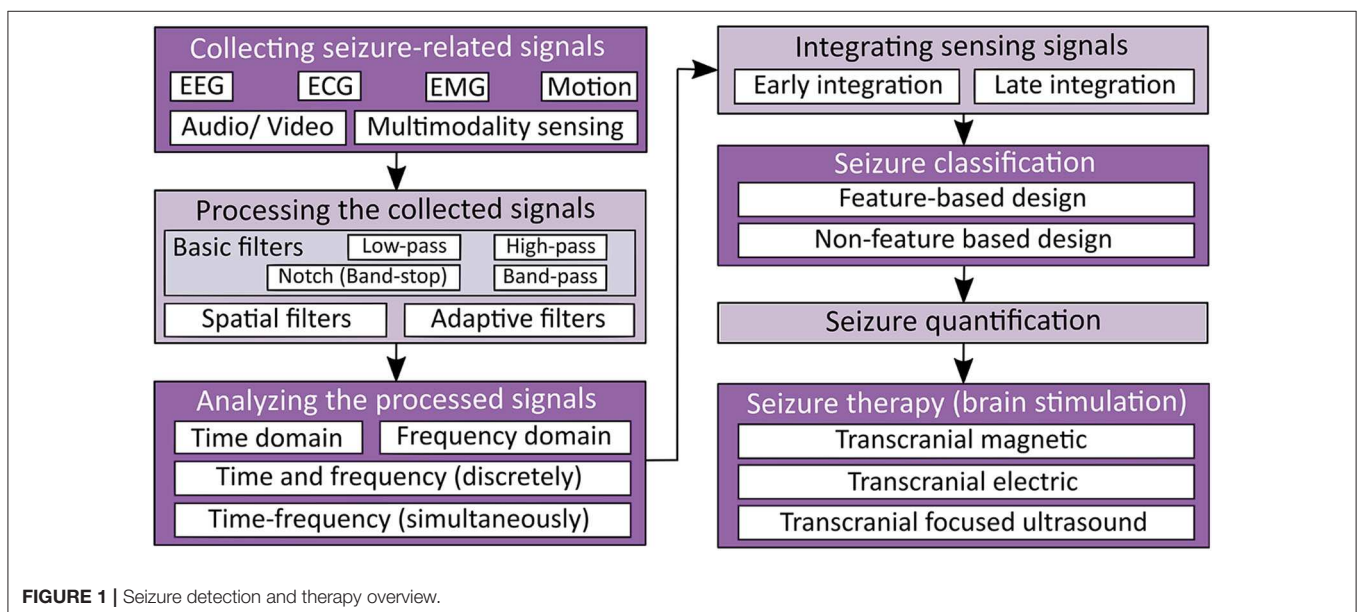 Collecting seizure-related signals
EEG ECG EMG Motion
Audio/ Video Multimodality sensing
Processing the collected signals
Basic filters Low-pass High-pass
Notch (Band-stop) Band-pass
Spatial filters Adaptive filters
Analyzing the processed signals
Time domain Frequency domain
Time and frequency (discretely)
Time-frequency (simultaneously)
Integrating sensing signals
Early integration Late integration
Seizure classification
Feature-based design
Non-feature based design
Seizure quantification
Seizure therapy (brain stimulation)
Transcranial magnetic
Transcranial electric
Transcranial focused ultrasound
FIGURE 1 | Seizure detection and therapy overview.